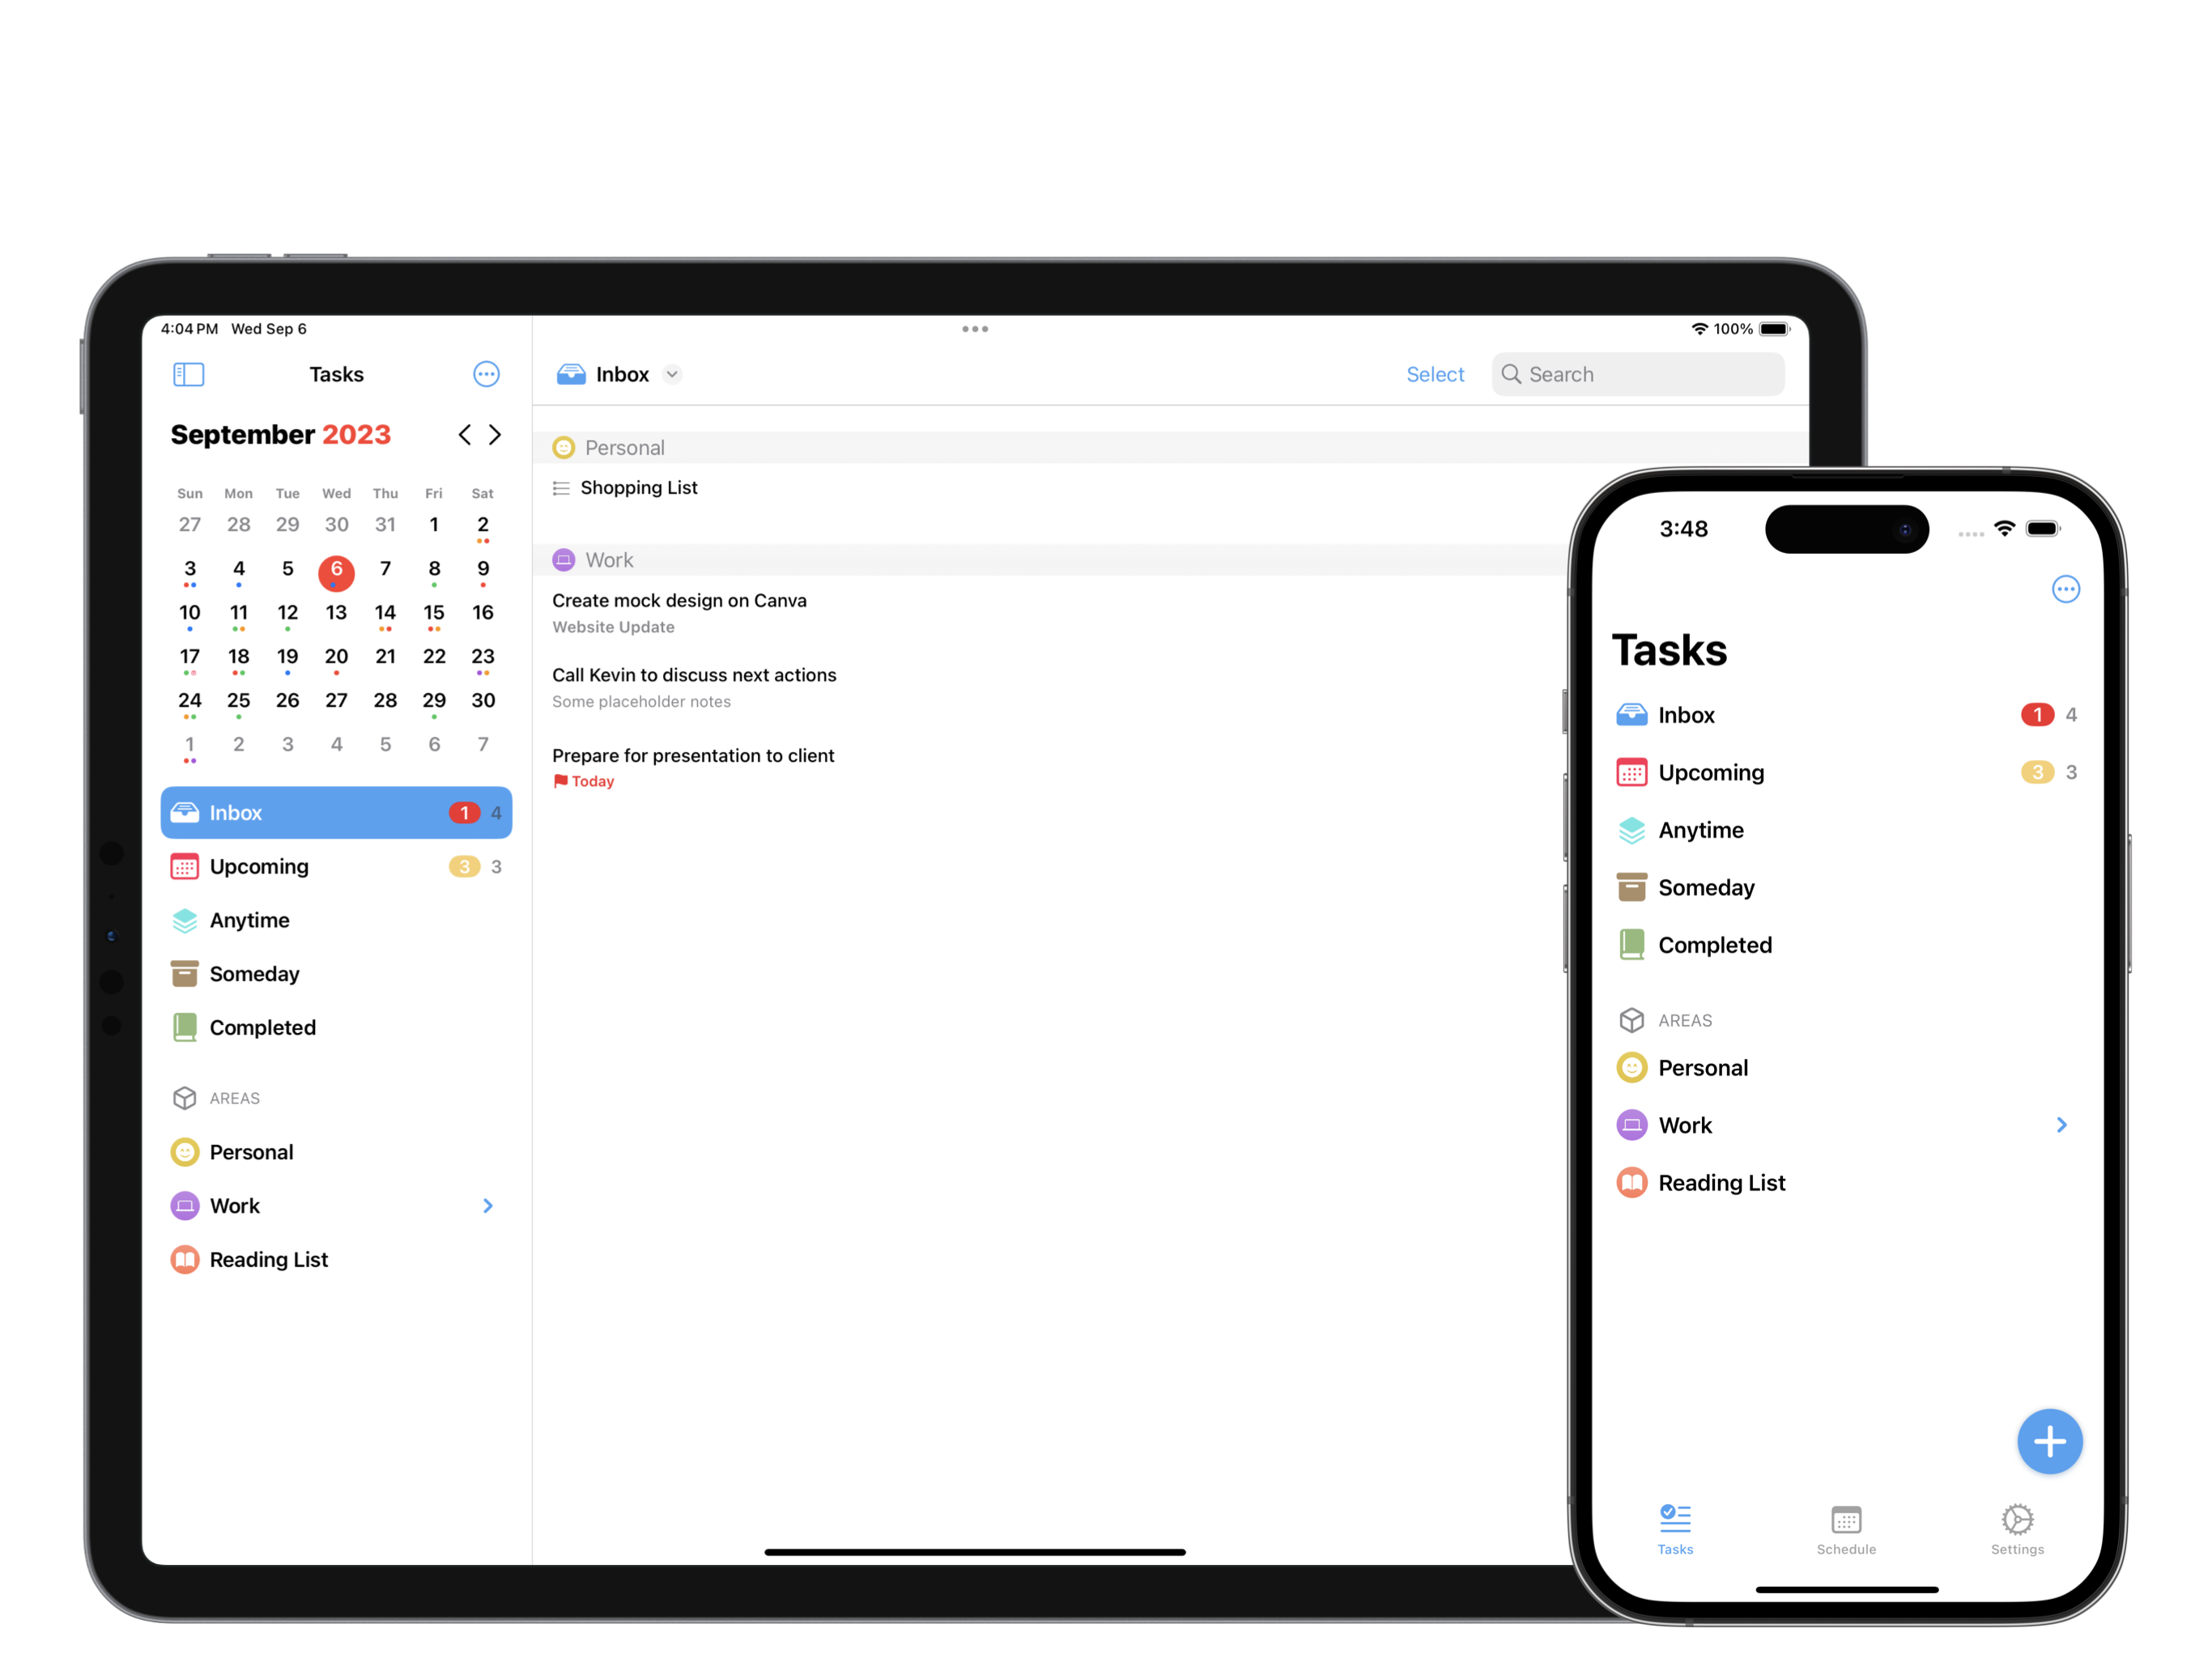 4:04 PM Wed Sep 6
100%
Tasks
Inbox
Select
Search
September 2023
Sun Mon Tue Wed Thu Fri Sat
27 28 29 30 31 1 2
3 4 5 6 7 8 9
10 11 12 13 14 15 16
17 18 19 20 21 22 23
24 25 26 27 28 29 30
1 2 3 4 5 6 7
Inbox 1 4
Upcoming 3 3
Anytime
Someday
Completed
AREAS
Personal
Work
Reading List
Personal
Shopping List
Work
Create mock design on Canva
Website Update
Call Kevin to discuss next actions
Some placeholder notes
Prepare for presentation to client
Today
3:48
Tasks
Inbox 1 4
Upcoming 3 3
Anytime
Someday
Completed
AREAS
Personal
Work
Reading List
Tasks
Schedule
Settings